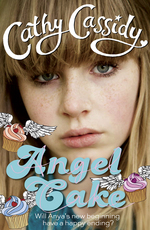 Cathy Cassidy
Angel
Cake
Will Anya's new beginning
have a happy ending?